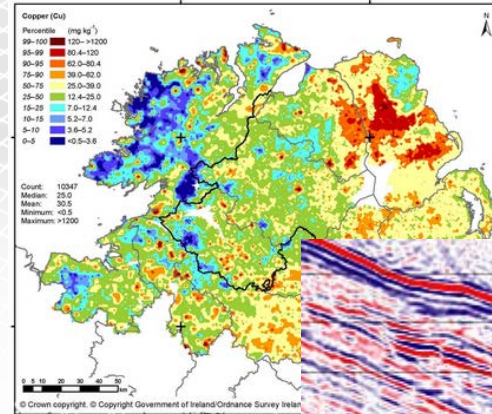 Copper (Cu)
Percentile (mg kg⁻¹)
99–100 120– >1200
95–99 80.4–120
90–95 62.0–80.4
75–90 39.0–62.0
50–75 25.0–39.0
25–50 12.4–25.0
15–25 7.0–12.4
10–15 5.2–7.0
5–10 3.6–5.2
0–5 <0.5–3.6
N
Count: 10347
Median: 25.0
Mean: 30.5
Minimum: <0.5
Maximum: >1200
0 5 10 20 30 40 50
km
© Crown copyright. © Copyright Government of Ireland/Ordnance Survey Irelan